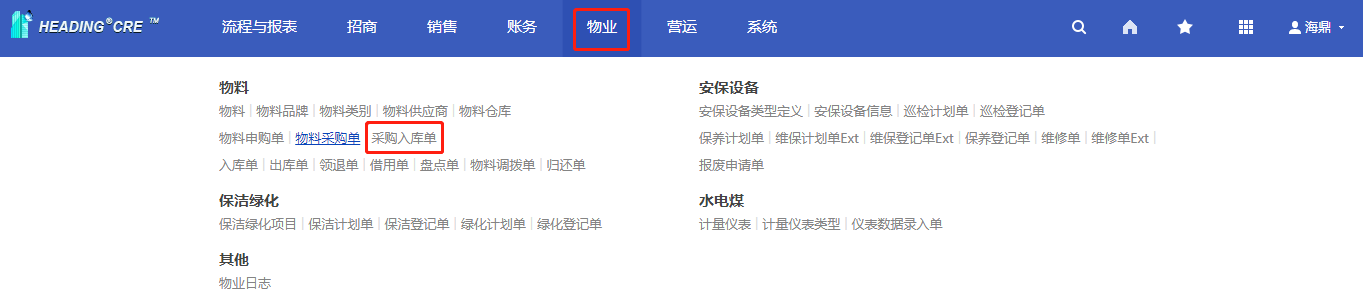 HEADING®CRE ™ 流程与报表 招商 销售 账务 物业 营运 系统 海鼎
物料
物料 | 物料品牌 | 物料类别 | 物料供应商 | 物料仓库
物料申购单 | 物料采购单 | 采购入库单
入库单 | 出库单 | 领退单 | 借用单 | 盘点单 | 物料调拨单 | 归还单
保洁绿化
保洁绿化项目 | 保洁计划单 | 保洁登记单 | 绿化计划单 | 绿化登记单
其他
物业日志
安保设备
安保设备类型定义 | 安保设备信息 | 巡检计划单 | 巡检登记单
保养计划单 | 维保计划单Ext | 维保登记单Ext | 保养登记单 | 维修单 | 维修单Ext |
报废申请单
水电煤
计量仪表 | 计量仪表类型 | 仪表数据录入单